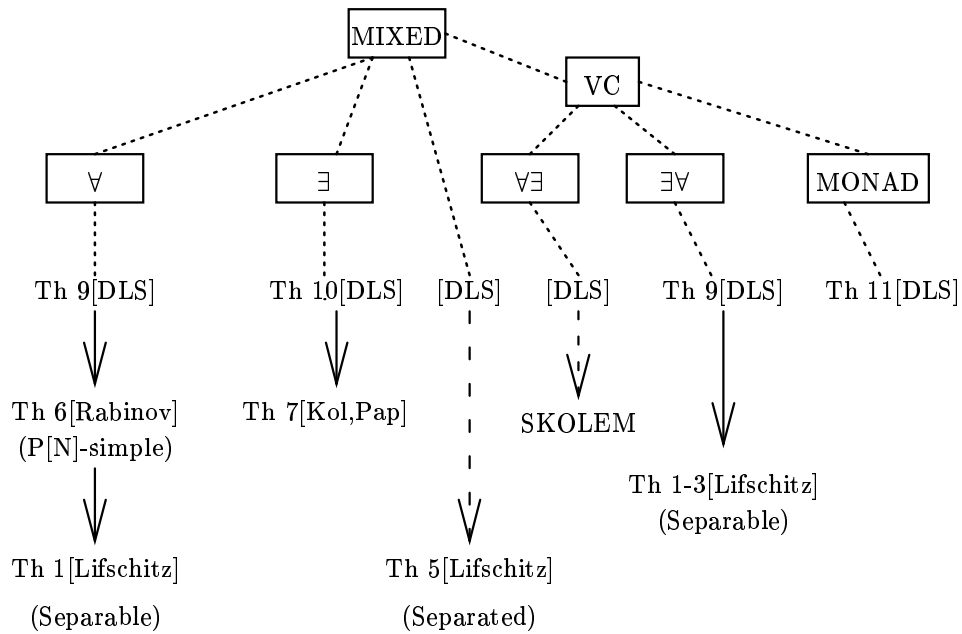 MIXED
VC
∀
∃
∀∃
∃∀
MONAD
Th 9[DLS]
Th 10[DLS]
[DLS]
[DLS]
Th 9[DLS]
Th 11[DLS]
Th 6[Rabinov]
(P[N]-simple)
Th 7[Kol,Pap]
SKOLEM
Th 1-3[Lifschitz]
(Separable)
Th 1[Lifschitz]
(Separable)
Th 5[Lifschitz]
(Separated)